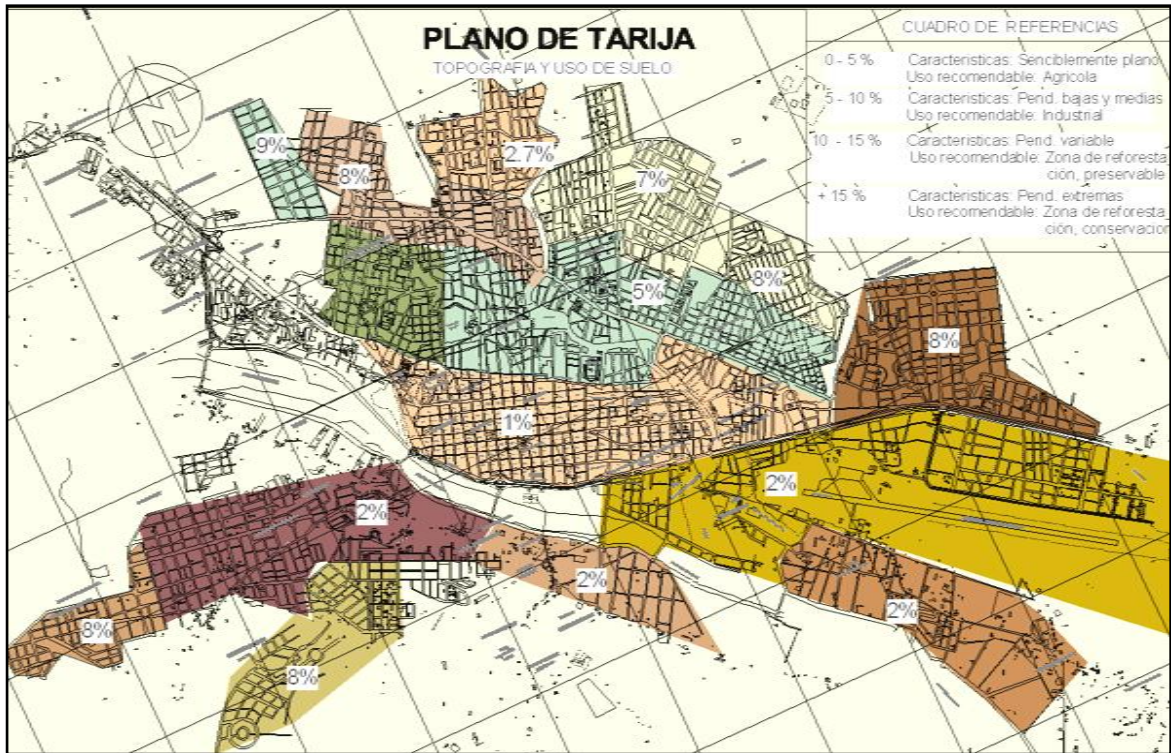 PLANO DE TARIJA
TOPOGRAFIA Y USO DE SUELO
CUADRO DE REFERENCIAS
0 - 5 % Caracteristicas: Senciblemente plano
Uso recomendable: Agricola
5 - 10 % Caracteristicas: Pend. bajas y medias
Uso recomendable: Industrial
10 - 15 % Caracteristicas: Pend. variable
Uso recomendable: Zona de reforesta
ción, preservable
+ 15 % Caracteristicas: Pend. extremas
Uso recomendable: Zona de reforesta
ción, conservacion
N
9%
8%
2.7%
7%
5%
8%
8%
1%
2%
2%
2%
2%
8%
8%